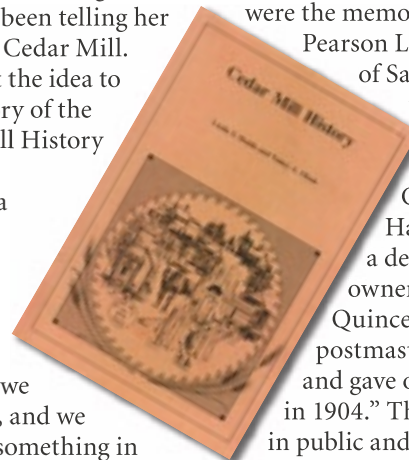 been telling her
Cedar Mill.
the idea to
ry of the
ll History
a
we
, and we
something in
Cedar Mill History
were the memo
Pearson L
of Sa
Ha
a de
owner
Quince
postmast
and gave o
in 1904.” Th
in public and